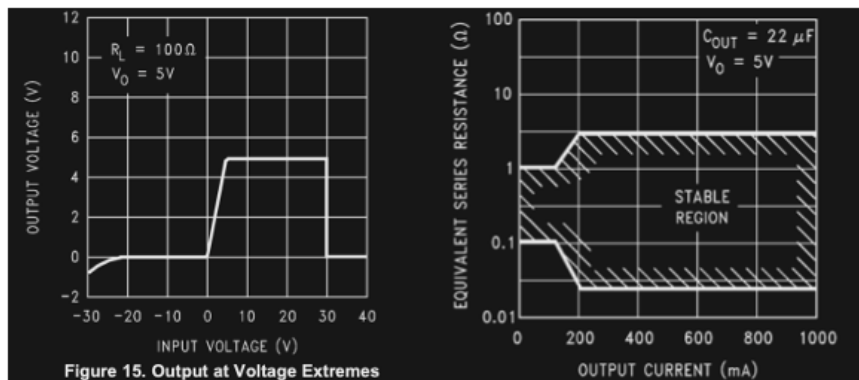 OUTPUT VOLTAGE (V)
12
10
8
6
4
2
0
-2
R_L = 100Ω
V_O = 5V
-30 -20 -10 0 10 20 30 40
INPUT VOLTAGE (V)
Figure 15. Output at Voltage Extremes
EQUIVALENT SERIES RESISTANCE (Ω)
100
10
1
0.1
0.01
C_OUT = 22 μF
V_O = 5V
STABLE
REGION
0 200 400 600 800 1000
OUTPUT CURRENT (mA)